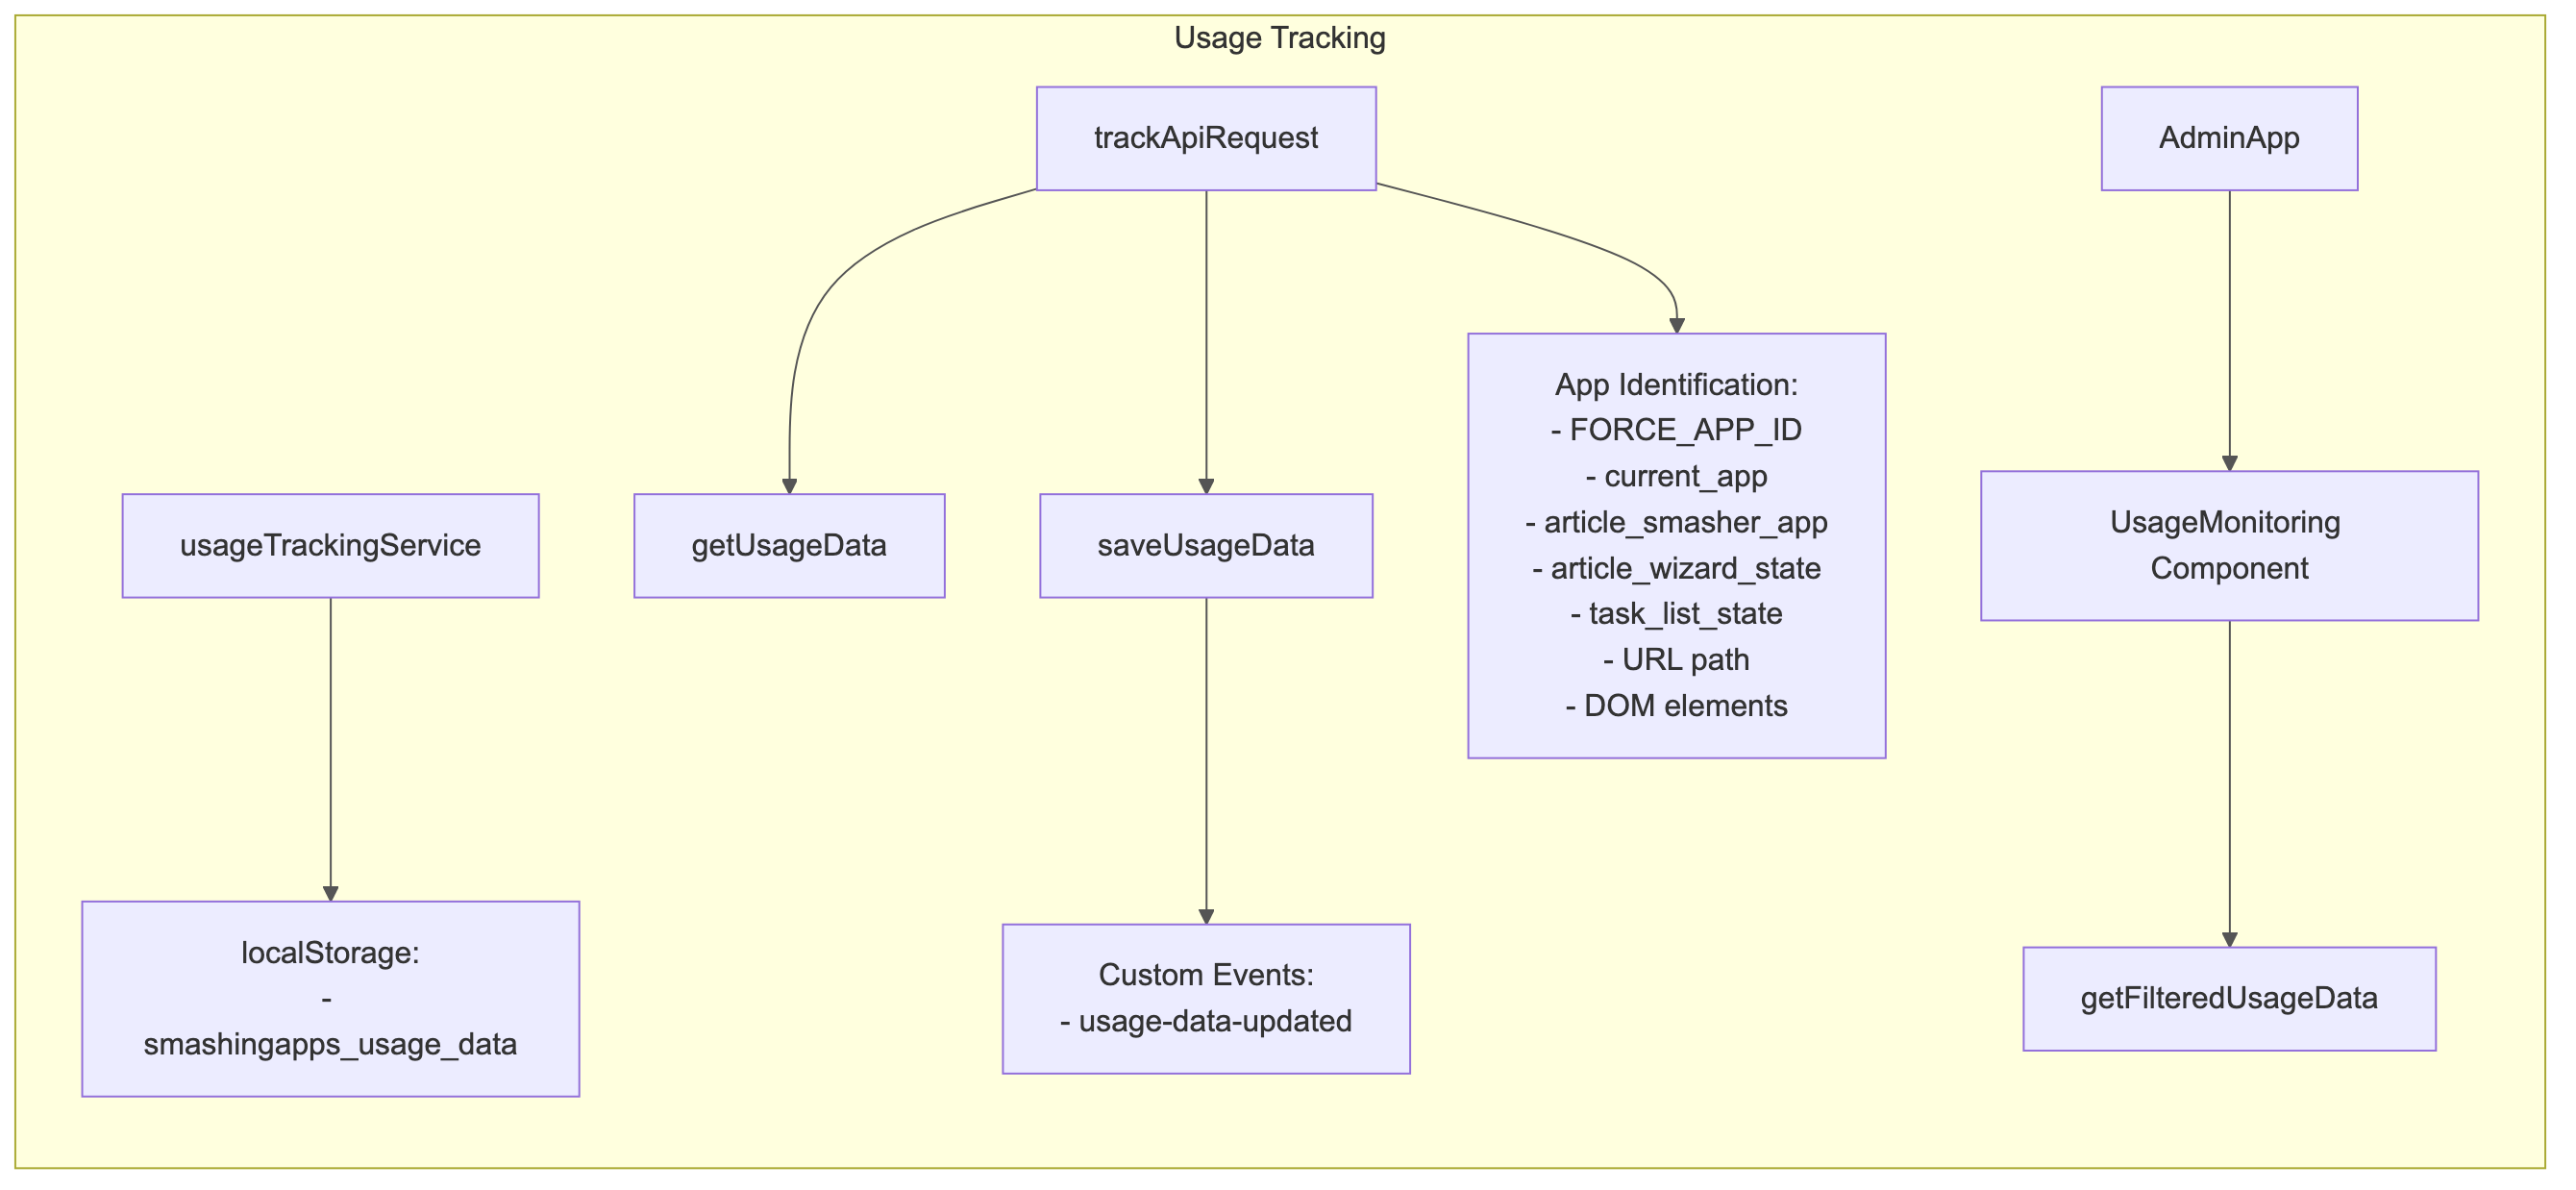 Usage Tracking
trackApiRequest
AdminApp
App Identification:
- FORCE_APP_ID
- current_app
- article_smasher_app
- article_wizard_state
- task_list_state
- URL path
- DOM elements
usageTrackingService
getUsageData
saveUsageData
UsageMonitoring
Component
localStorage:
-
smashingapps_usage_data
Custom Events:
- usage-data-updated
getFilteredUsageData